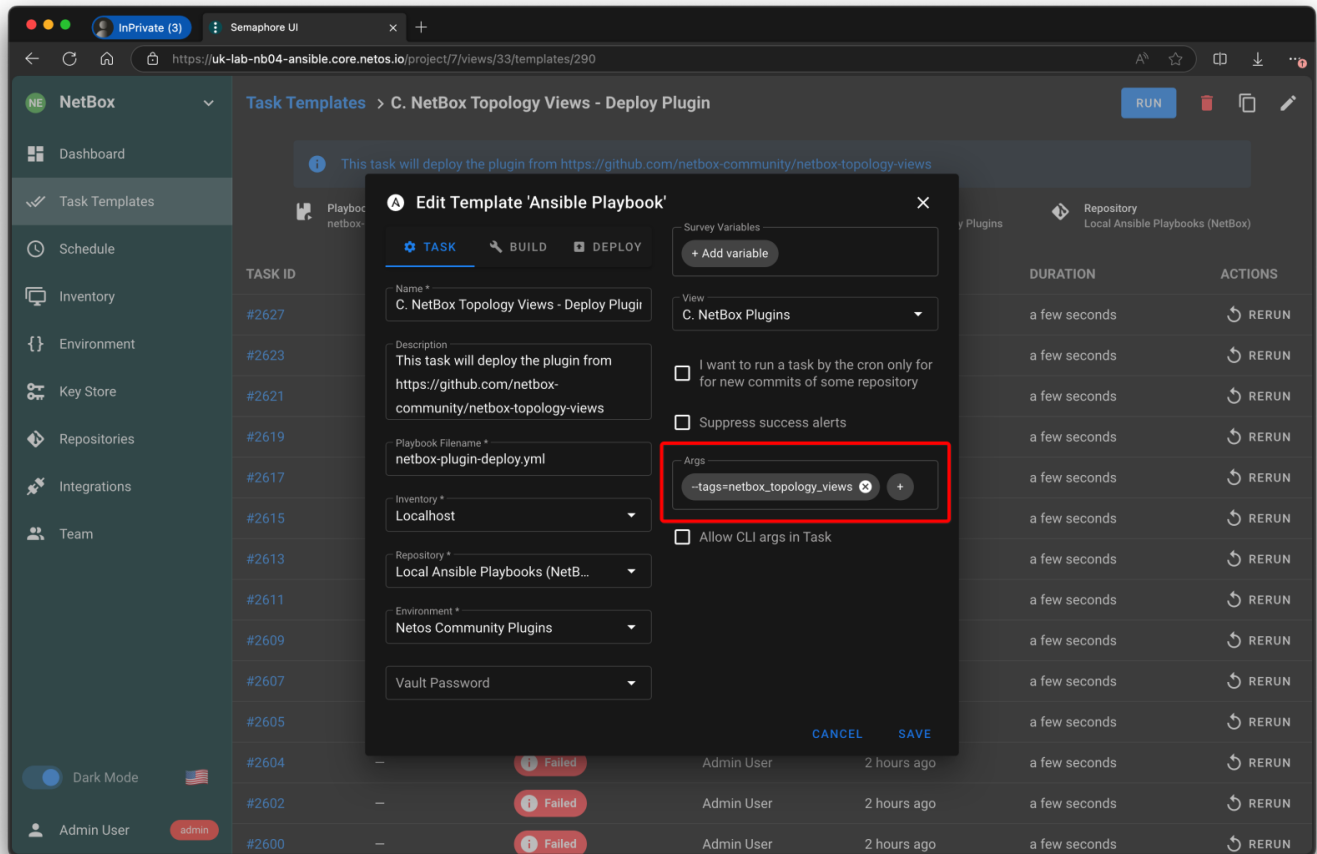 InPrivate (3)
Semaphore UI
https://uk-lab-nb04-ansible.core.netos.io/project/7/views/33/templates/290
NE
NetBox
Task Templates > C. NetBox Topology Views - Deploy Plugin
RUN
Dashboard
Task Templates
Schedule
Inventory
Environment
Key Store
Repositories
Integrations
Team
Dark Mode
Admin User
admin
This task will deploy the plugin from https://github.com/netbox-community/netbox-topology-views
Playboo
netbox-
y Plugins
Repository
Local Ansible Playbooks (NetBox)
Edit Template 'Ansible Playbook'
TASK
BUILD
DEPLOY
Name *
C. NetBox Topology Views - Deploy Plugin
Description
This task will deploy the plugin from
https://github.com/netbox-
community/netbox-topology-views
Playbook Filename *
netbox-plugin-deploy.yml
Inventory *
Localhost
Repository *
Local Ansible Playbooks (NetB...
Environment *
Netos Community Plugins
Vault Password
Survey Variables
+ Add variable
View
C. NetBox Plugins
I want to run a task by the cron only for
for new commits of some repository
Suppress success alerts
Args
--tags=netbox_topology_views
+
Allow CLI args in Task
CANCEL
SAVE
TASK ID
DURATION
ACTIONS
#2627
a few seconds
RERUN
#2623
a few seconds
RERUN
#2621
a few seconds
RERUN
#2619
a few seconds
RERUN
#2617
a few seconds
RERUN
#2615
a few seconds
RERUN
#2613
a few seconds
RERUN
#2611
a few seconds
RERUN
#2609
a few seconds
RERUN
#2607
a few seconds
RERUN
#2605
a few seconds
RERUN
#2604
—
Failed
Admin User
2 hours ago
a few seconds
RERUN
#2602
—
Failed
Admin User
2 hours ago
a few seconds
RERUN
#2600
—
Failed
Admin User
2 hours ago
a few seconds
RERUN